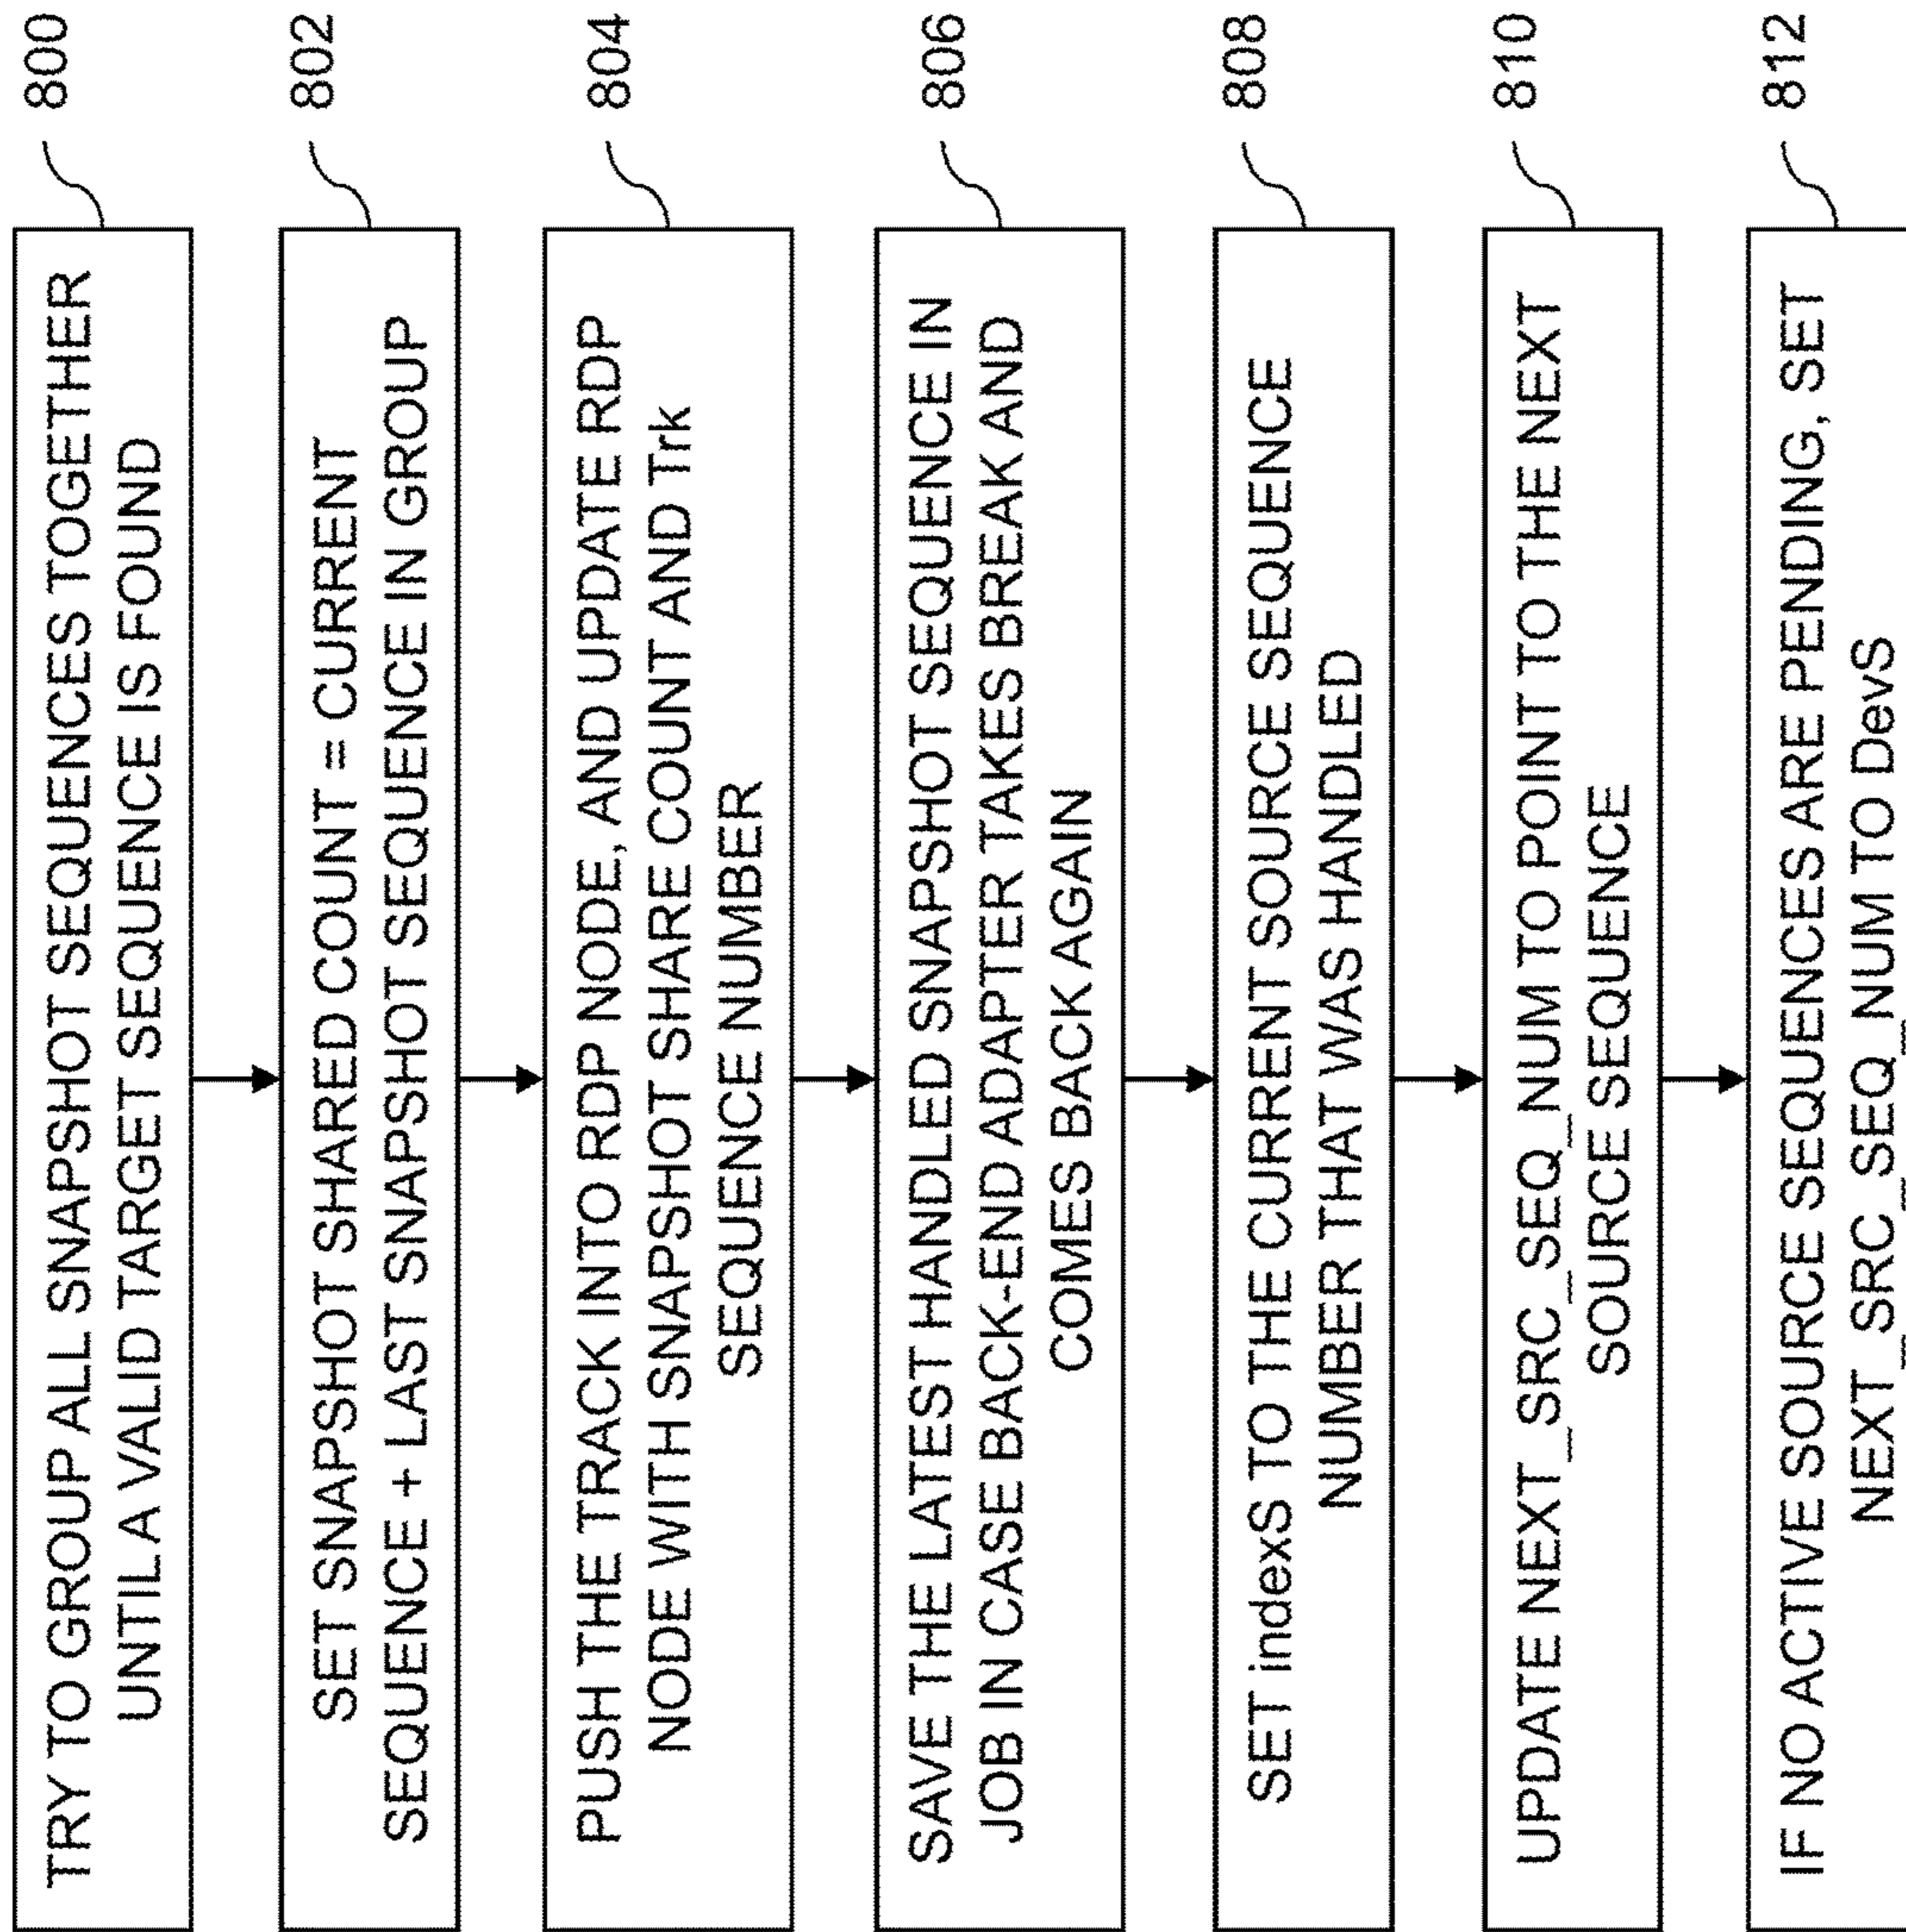 TRY TO GROUP ALL SNAPSHOT SEQUENCES TOGETHER
UNTIL A VALID TARGET SEQUENCE IS FOUND
800
SET SNAPSHOT SHARED COUNT = CURRENT
SEQUENCE + LAST SNAPSHOT SEQUENCE IN GROUP
802
PUSH THE TRACK INTO RDP NODE, AND UPDATE RDP
NODE WITH SNAPSHOT SHARE COUNT AND Trk
SEQUENCE NUMBER
804
SAVE THE LATEST HANDLED SNAPSHOT SEQUENCE IN
JOB IN CASE BACK-END ADAPTER TAKES BREAK AND
COMES BACK AGAIN
806
SET indexS TO THE CURRENT SOURCE SEQUENCE
NUMBER THAT WAS HANDLED
808
UPDATE NEXT_SRC_SEQ_NUM TO POINT TO THE NEXT
SOURCE SEQUENCE
810
IF NO ACTIVE SOURCE SEQUENCES ARE PENDING, SET
NEXT_SRC_SEQ_NUM TO DevS
812